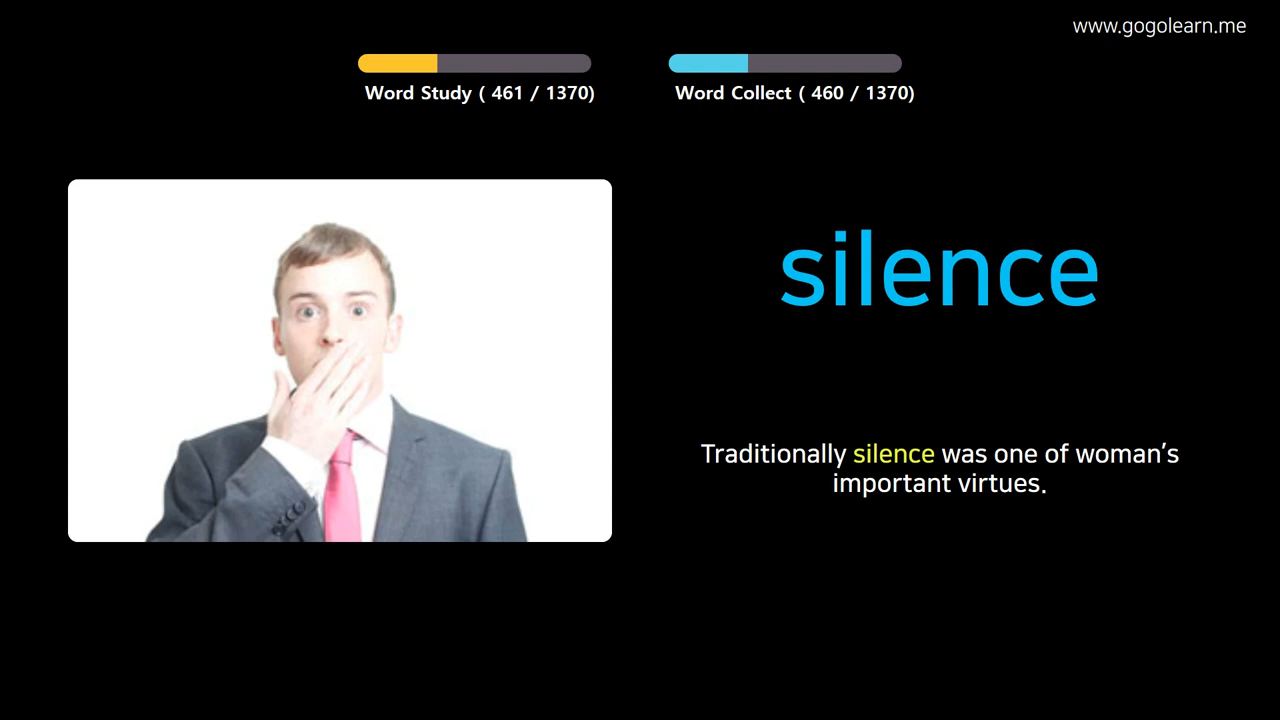 www.gogolearn.me
Word Study ( 461 / 1370)
Word Collect ( 460 / 1370)
silence
Traditionally silence was one of woman's
important virtues.